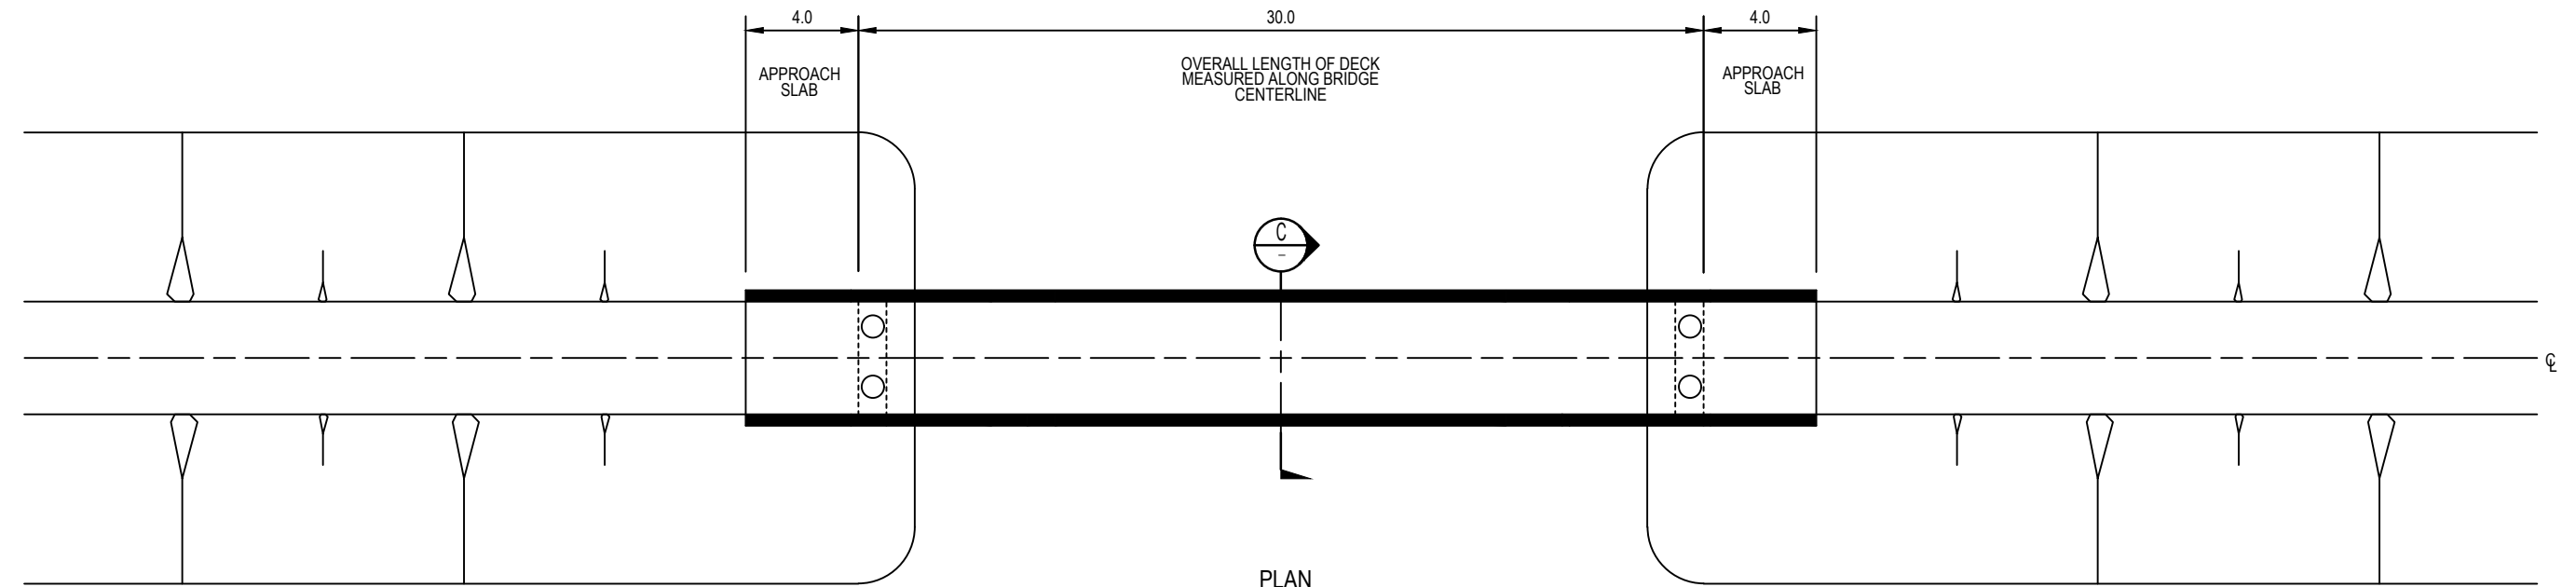 4.0
30.0
4.0
APPROACH
SLAB
OVERALL LENGTH OF DECK
MEASURED ALONG BRIDGE
CENTERLINE
APPROACH
SLAB
C
-
℄
PLAN